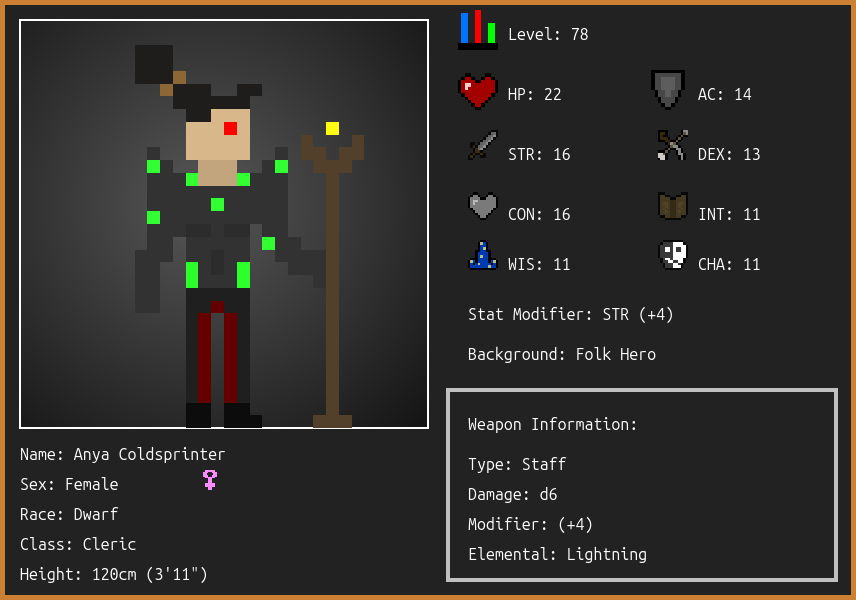 Level: 78
HP: 22
AC: 14
STR: 16
DEX: 13
CON: 16
INT: 11
WIS: 11
CHA: 11
Stat Modifier: STR (+4)
Background: Folk Hero
Weapon Information:
Type: Staff
Damage: d6
Modifier: (+4)
Elemental: Lightning
Name: Anya Coldsprinter
Sex: Female
Race: Dwarf
Class: Cleric
Height: 120cm (3'11")